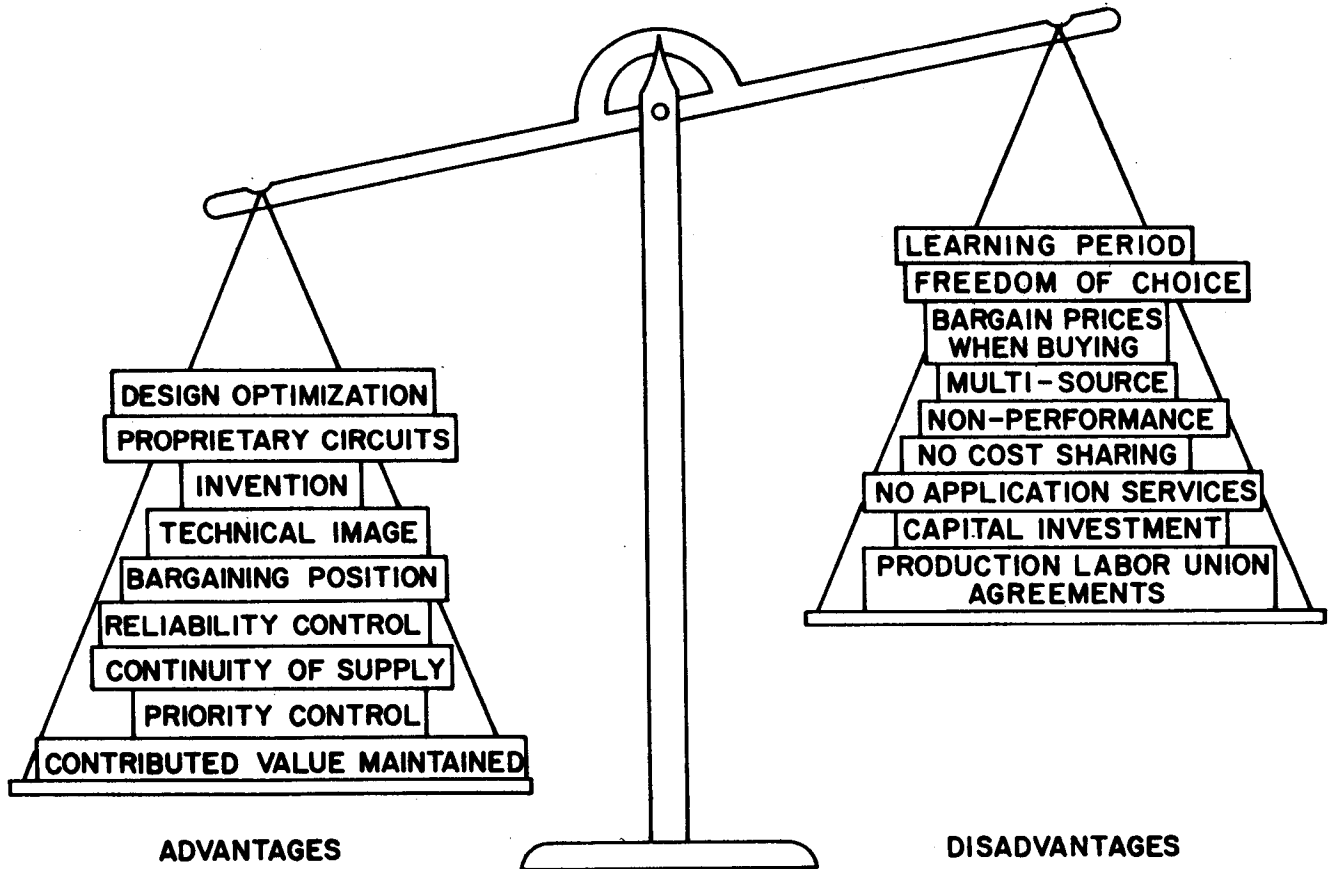 DESIGN OPTIMIZATION
PROPRIETARY CIRCUITS
INVENTION
TECHNICAL IMAGE
BARGAINING POSITION
RELIABILITY CONTROL
CONTINUITY OF SUPPLY
PRIORITY CONTROL
CONTRIBUTED VALUE MAINTAINED
ADVANTAGES
LEARNING PERIOD
FREEDOM OF CHOICE
BARGAIN PRICES
WHEN BUYING
MULTI-SOURCE
NON-PERFORMANCE
NO COST SHARING
NO APPLICATION SERVICES
CAPITAL INVESTMENT
PRODUCTION LABOR UNION
AGREEMENTS
DISADVANTAGES